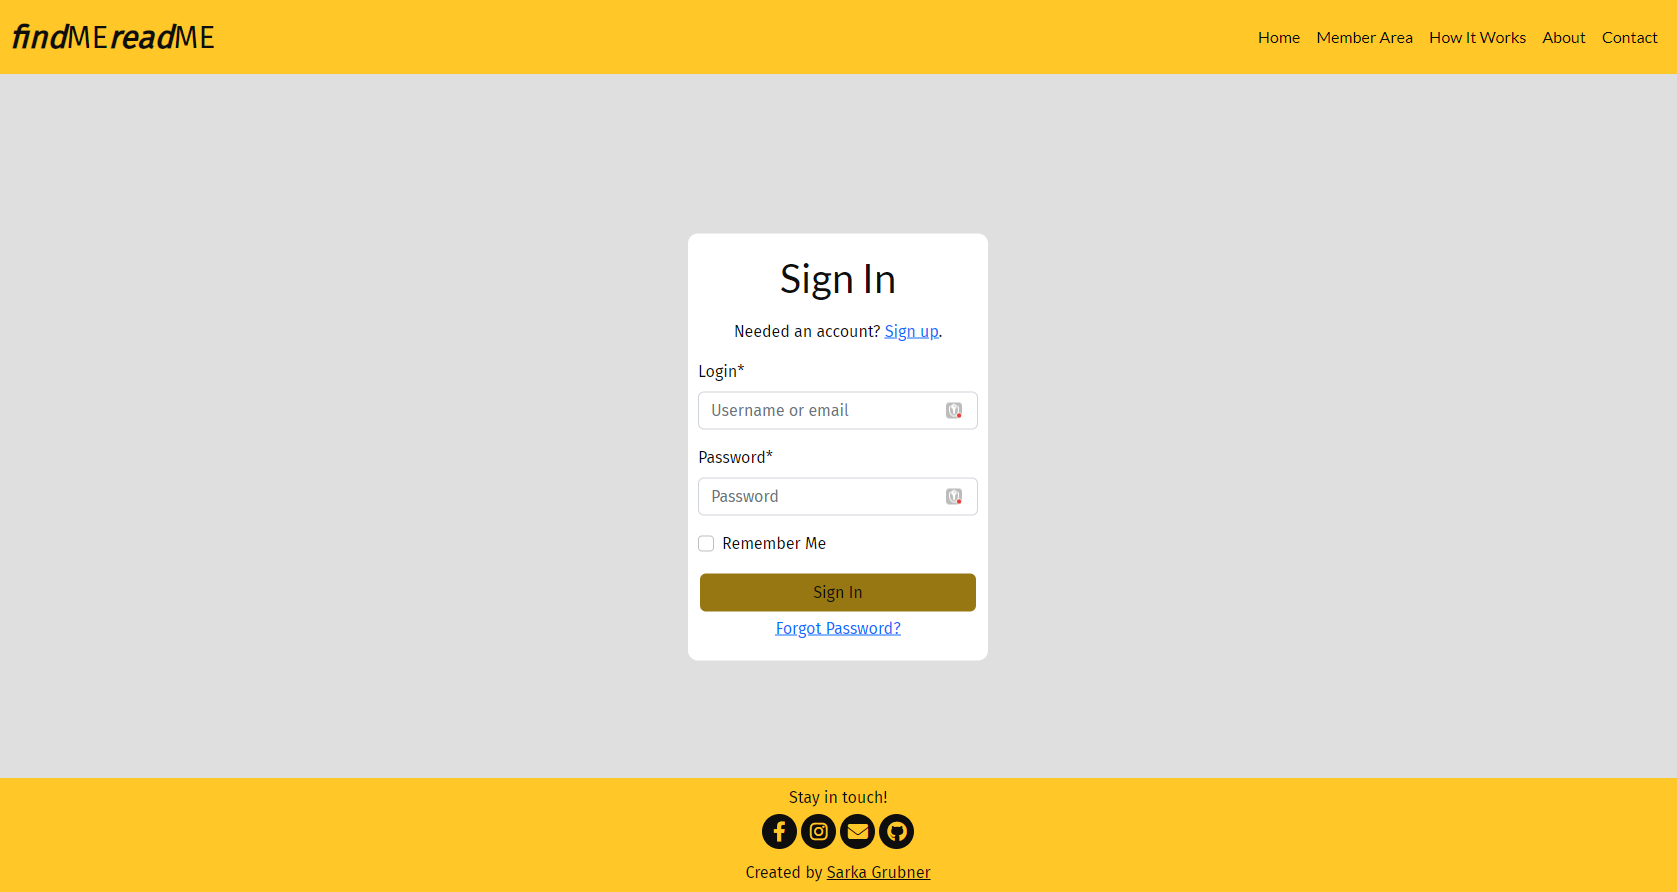 findMEreadME
Home Member Area How It Works About Contact
Sign In
Needed an account? Sign up.
Login*
Username or email
Password*
Password
Remember Me
Sign In
Forgot Password?
Stay in touch!
Created by Sarka Grubner